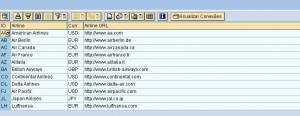 Visualizar Conexões
ID Airline Curr. Airline URL
AA American Airlines USD http://www.aa.com
AB Air Berlin EUR http://www.airberlin.de
AC Air Canada CAD http://www.aircanada.ca
AF Air France EUR http://www.airfrance.fr
AZ Alitalia EUR http://www.alitalia.it
BA British Airways GBP http://www.british-airways.com
CO Continental Airlines USD http://www.continental.com
DL Delta Airlines USD http://www.delta-air.com
FJ Air Pacific USD http://www.airpacific.com
JL Japan Airlines JPY http://www.jal.co.jp
LH Lufthansa EUR http://www.lufthansa.com